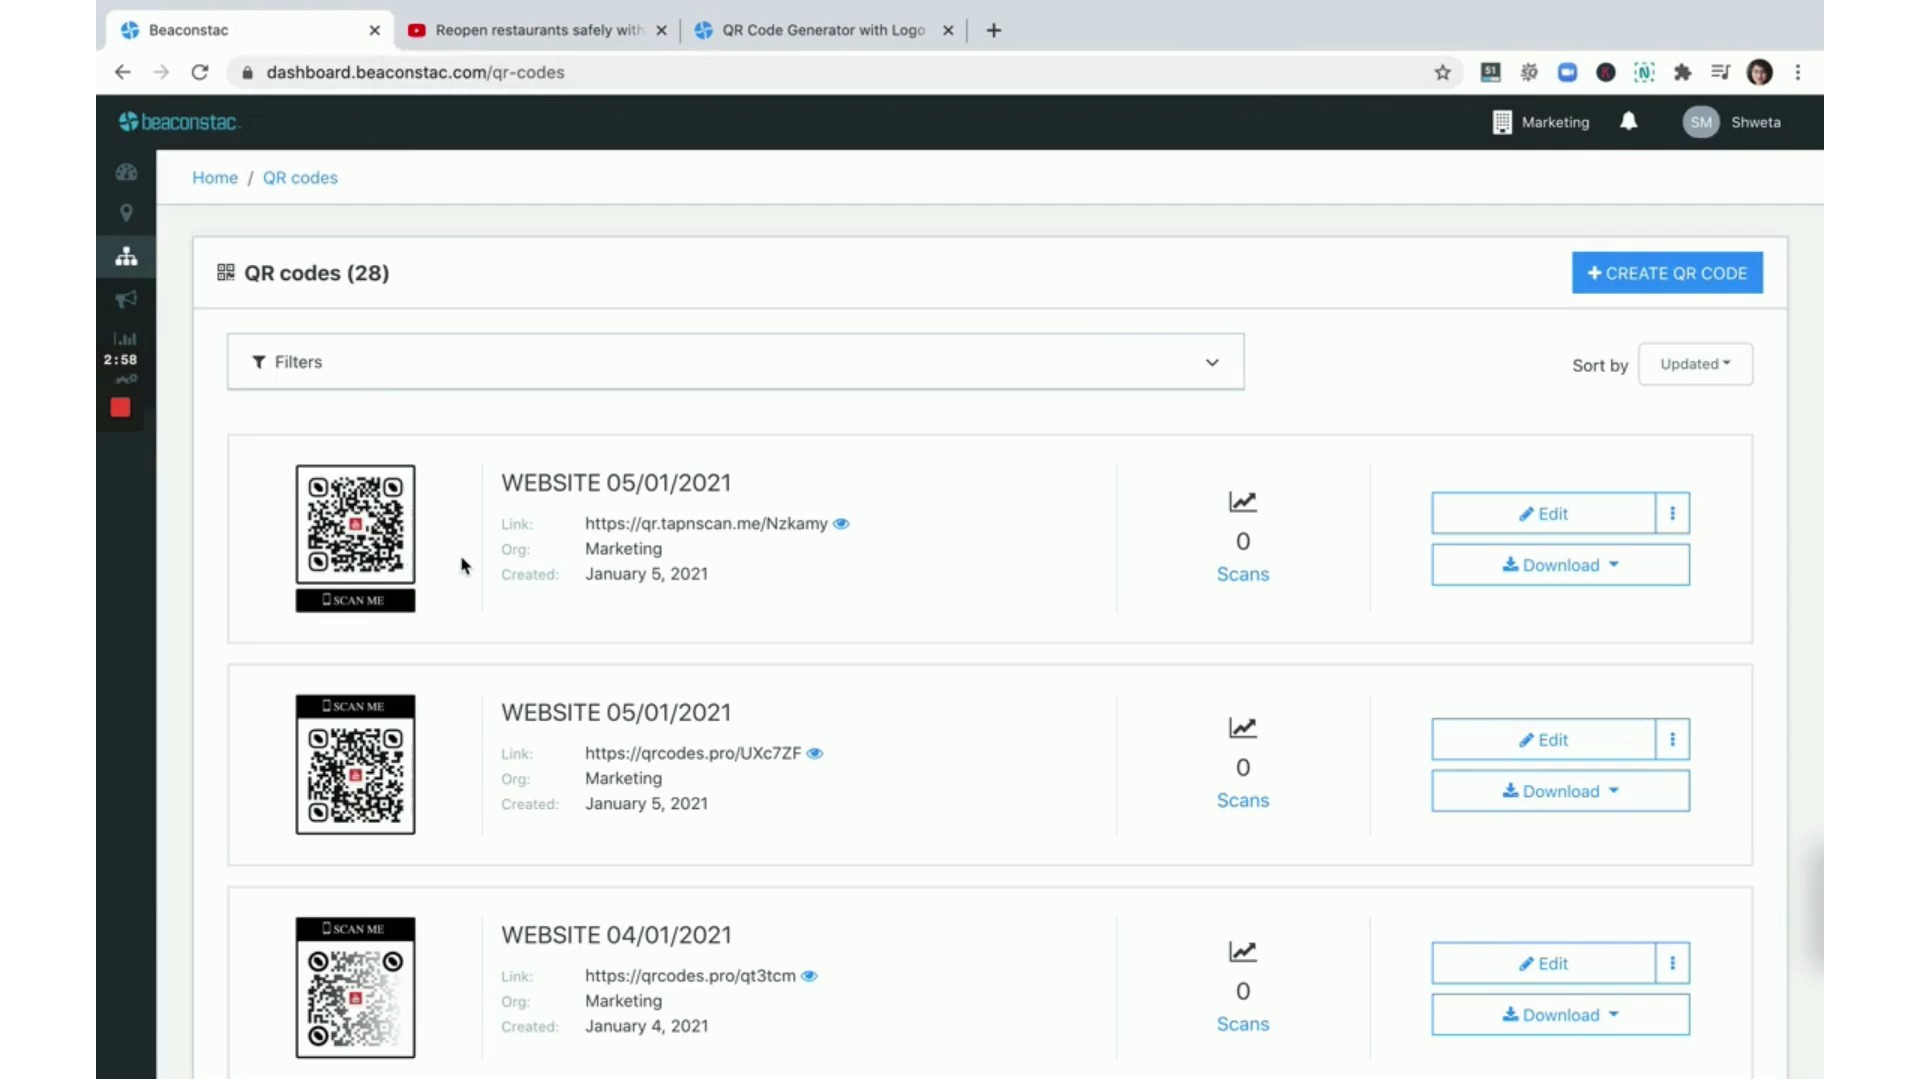 Beaconstac
Reopen restaurants safely with
QR Code Generator with Logo
dashboard.beaconstac.com/qr-codes
51
beaconstac
Marketing
SM
Shweta
Home / QR codes
QR codes (28)
+ CREATE QR CODE
2:58
Filters
Sort by
Updated
WEBSITE 05/01/2021
Link: https://qr.tapnscan.me/Nzkamy
Org: Marketing
Created: January 5, 2021
SCAN ME
0
Scans
Edit
Download
SCAN ME
WEBSITE 05/01/2021
Link: https://qrcodes.pro/UXc7ZF
Org: Marketing
Created: January 5, 2021
0
Scans
Edit
Download
SCAN ME
WEBSITE 04/01/2021
Link: https://qrcodes.pro/qt3tcm
Org: Marketing
Created: January 4, 2021
0
Scans
Edit
Download